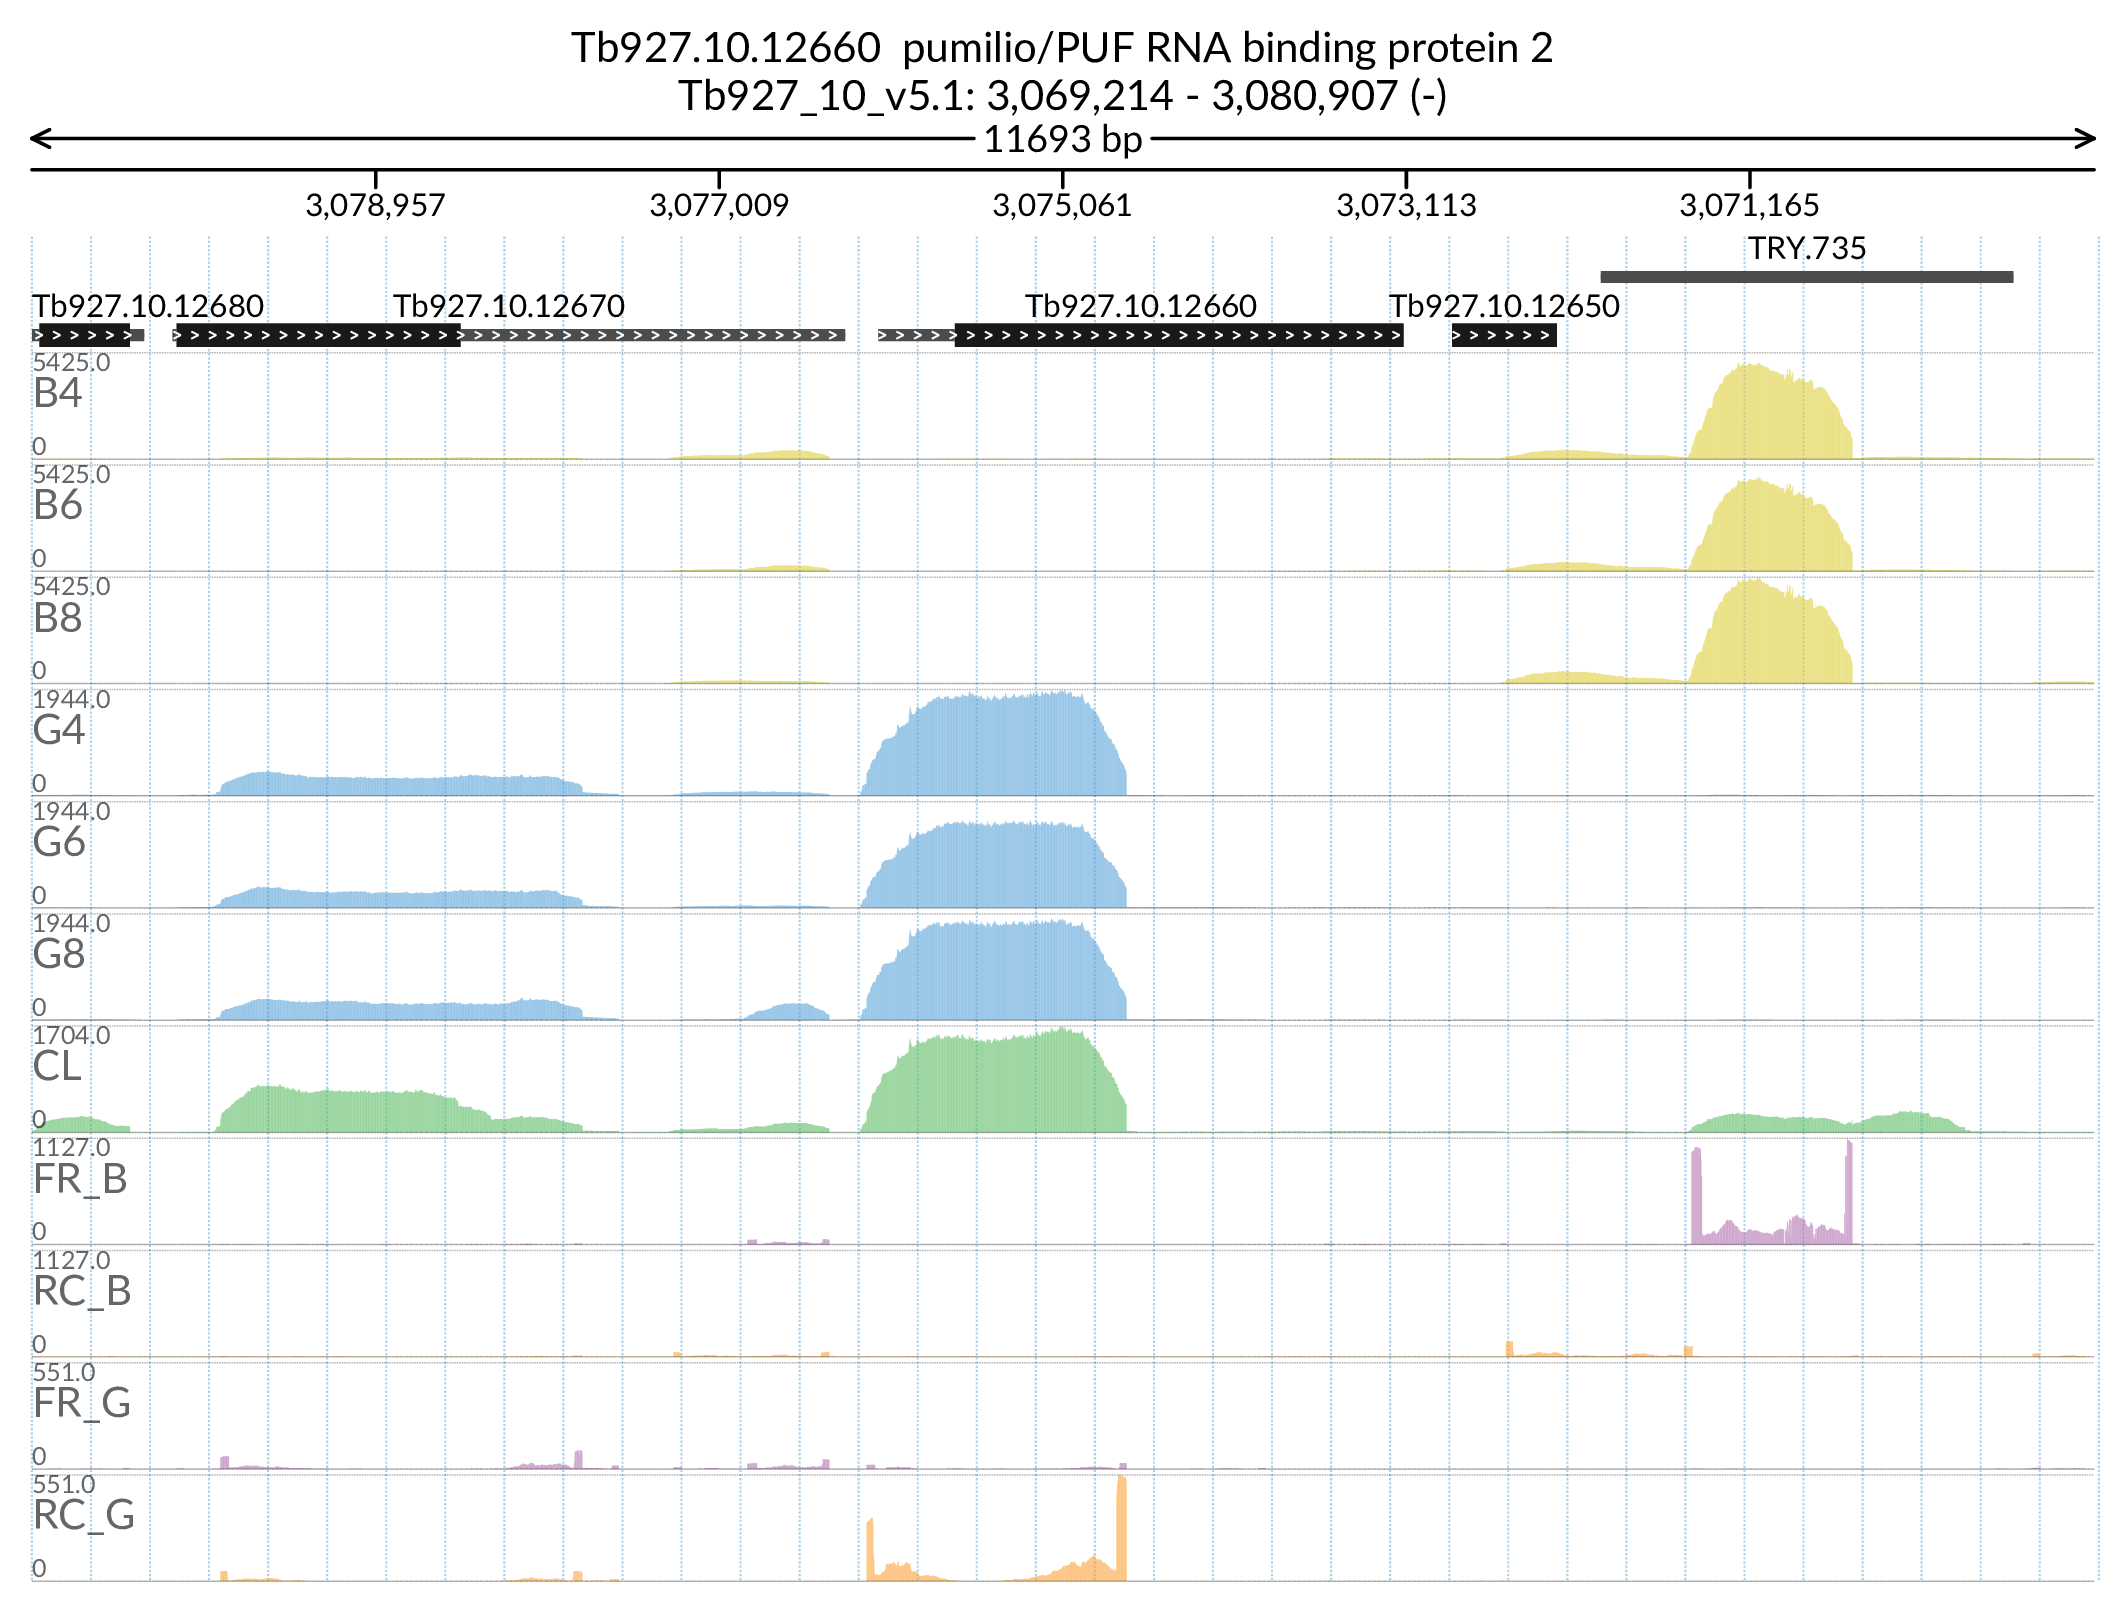 Tb927.10.12660  pumilio/PUF RNA binding protein 2
Tb927_10_v5.1: 3,069,214 - 3,080,907 (-)
11693 bp
3,078,957 3,077,009 3,075,061 3,073,113 3,071,165
TRY.735
Tb927.10.12680 Tb927.10.12670 Tb927.10.12660 Tb927.10.12650
5425.0
B4
0
5425.0
B6
0
5425.0
B8
0
1944.0
G4
0
1944.0
G6
0
1944.0
G8
0
1704.0
CL
0
1127.0
FR_B
0
1127.0
RC_B
0
551.0
FR_G
0
551.0
RC_G
0